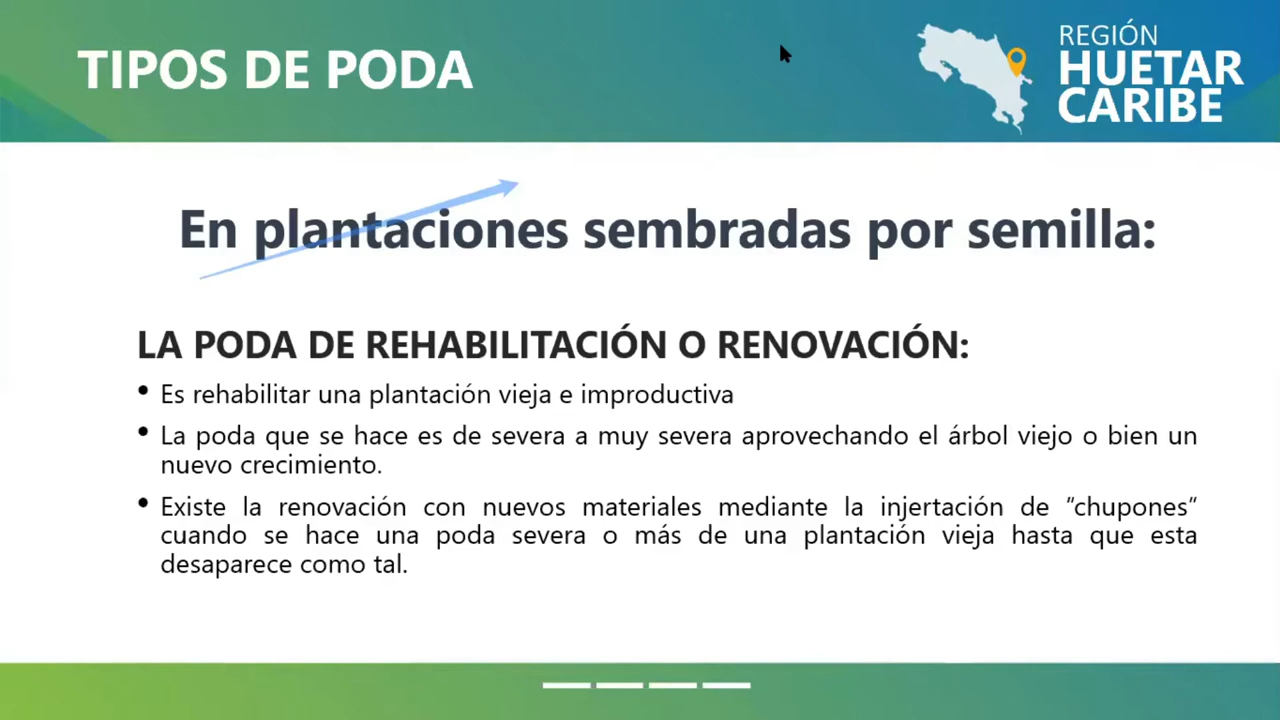 TIPOS DE PODA
REGIÓN
HUETAR
CARIBE
En plantaciones sembradas por semilla:
LA PODA DE REHABILITACIÓN O RENOVACIÓN:
• Es rehabilitar una plantación vieja e improductiva
• La poda que se hace es de severa a muy severa aprovechando el árbol viejo o bien un
nuevo crecimiento.
• Existe la renovación con nuevos materiales mediante la injertación de “chupones”
cuando se hace una poda severa o más de una plantación vieja hasta que esta
desaparece como tal.